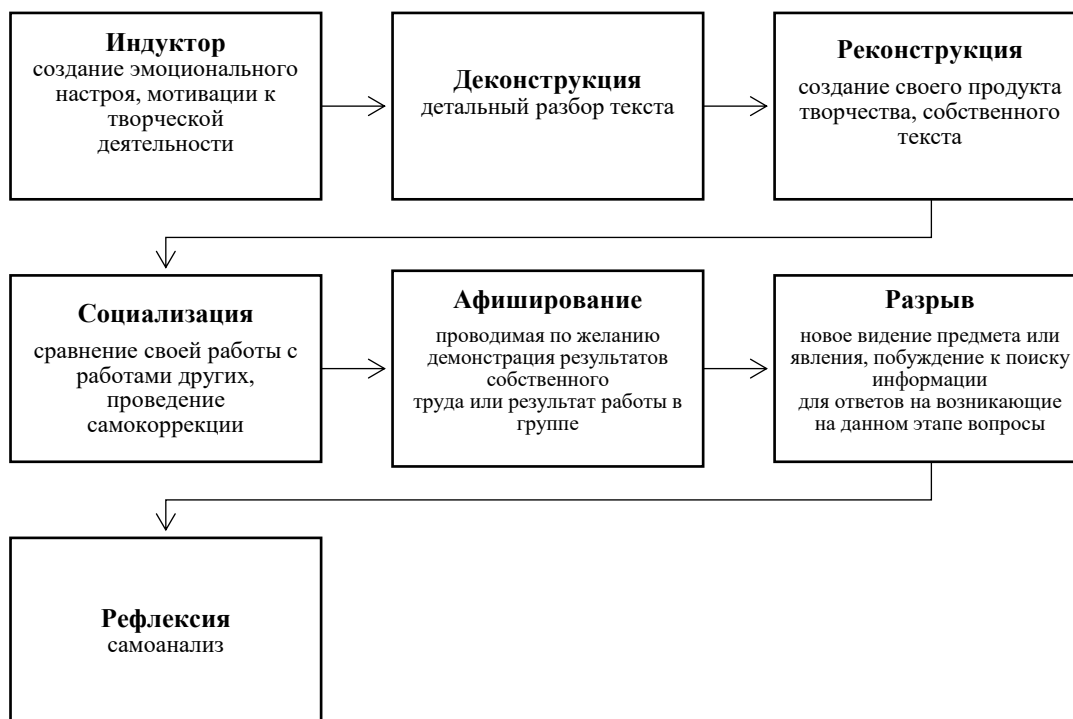 Индуктор
создание эмоционального
настроя, мотивации к
творческой
деятельности
Деконструкция
детальный разбор текста
Реконструкция
создание своего продукта
творчества, собственного
текста
Социализация
сравнение своей работы с
работами других,
проведение
самокоррекции
Афиширование
проводимая по желанию
демонстрация результатов
собственного
труда или результат работы в
группе
Разрыв
новое видение предмета или
явления, побуждение к поиску
информации
для ответов на возникающие
на данном этапе вопросы
Рефлексия
самоанализ